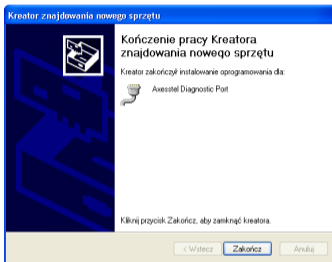 Kreator znajdowania nowego sprzętu
Kończenie pracy Kreatora
znajdowania nowego sprzętu
Kreator zakończył instalowanie oprogramowania dla:
Axesstel Diagnostic Port
Kliknij przycisk Zakończ, aby zamknąć kreatora.
< Wstecz Zakończ Anuluj